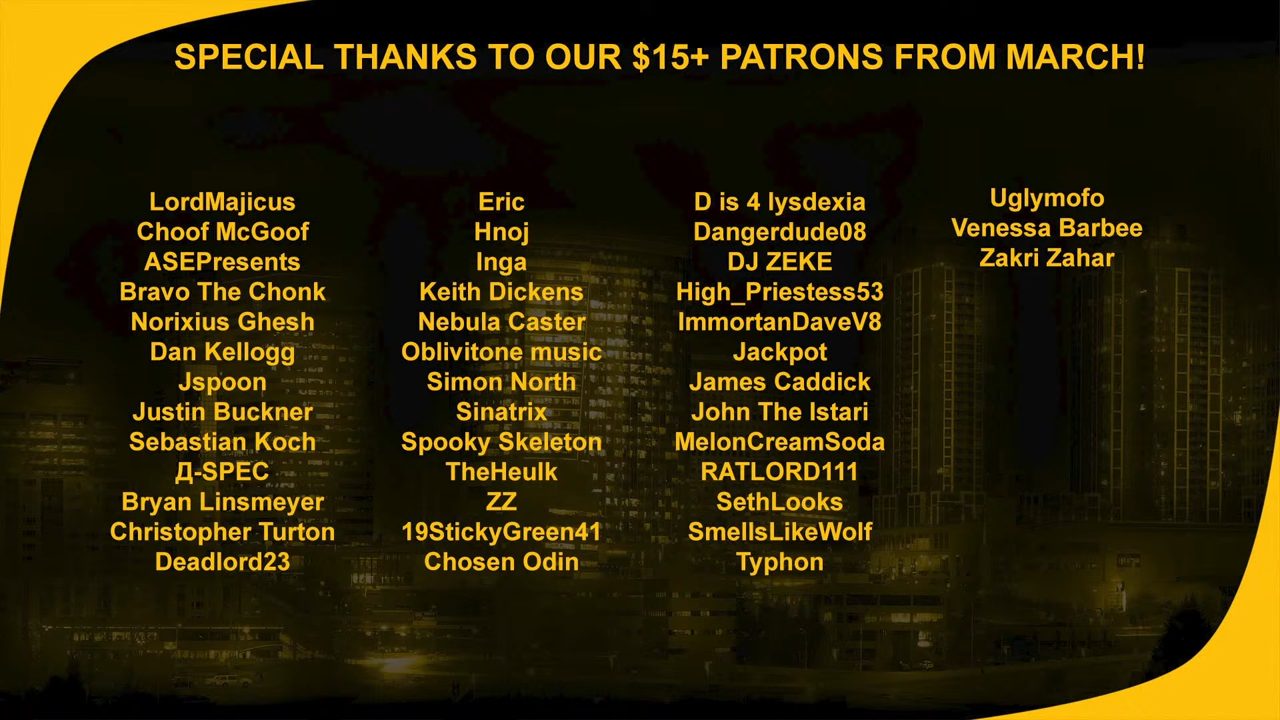 SPECIAL THANKS TO OUR $15+ PATRONS FROM MARCH!
LordMajicus
Choof McGoof
ASEPresents
Bravo The Chonk
Norixius Ghesh
Dan Kellogg
Jspoon
Justin Buckner
Sebastian Koch
Д-SPEC
Bryan Linsmeyer
Christopher Turton
Deadlord23
Eric
Hnoj
Inga
Keith Dickens
Nebula Caster
Oblivitone music
Simon North
Sinatrix
Spooky Skeleton
TheHeulk
ZZ
19StickyGreen41
Chosen Odin
D is 4 lysdexia
Dangerdude08
DJ ZEKE
High_Priestess53
ImmortanDaveV8
Jackpot
James Caddick
John The Istari
MelonCreamSoda
RATLORD111
SethLooks
SmellsLikeWolf
Typhon
Uglymofo
Venessa Barbee
Zakri Zahar